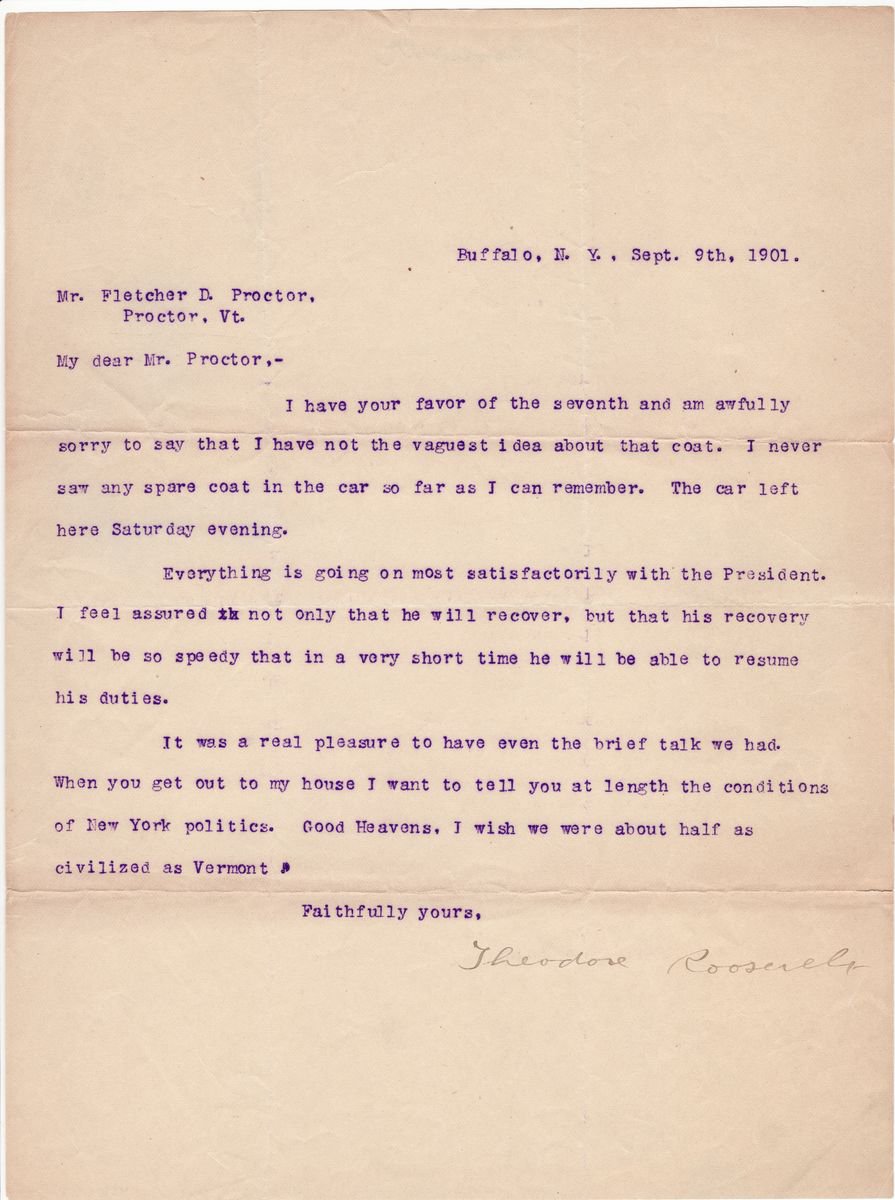 Buffalo, N. Y., Sept. 9th, 1901.
Mr. Fletcher D. Proctor,
Proctor, Vt.
My dear Mr. Proctor,-
I have your favor of the seventh and am awfully
sorry to say that I have not the vaguest idea about that coat. I never
saw any spare coat in the car so far as I can remember. The car left
here Saturday evening.
Everything is going on most satisfactorily with the President.
I feel assured not only that he will recover, but that his recovery
will be so speedy that in a very short time he will be able to resume
his duties.
It was a real pleasure to have even the brief talk we had.
When you get out to my house I want to tell you at length the conditions
of New York politics. Good Heavens, I wish we were about half as
civilized as Vermont
Faithfully yours,
Theodore Roosevelt